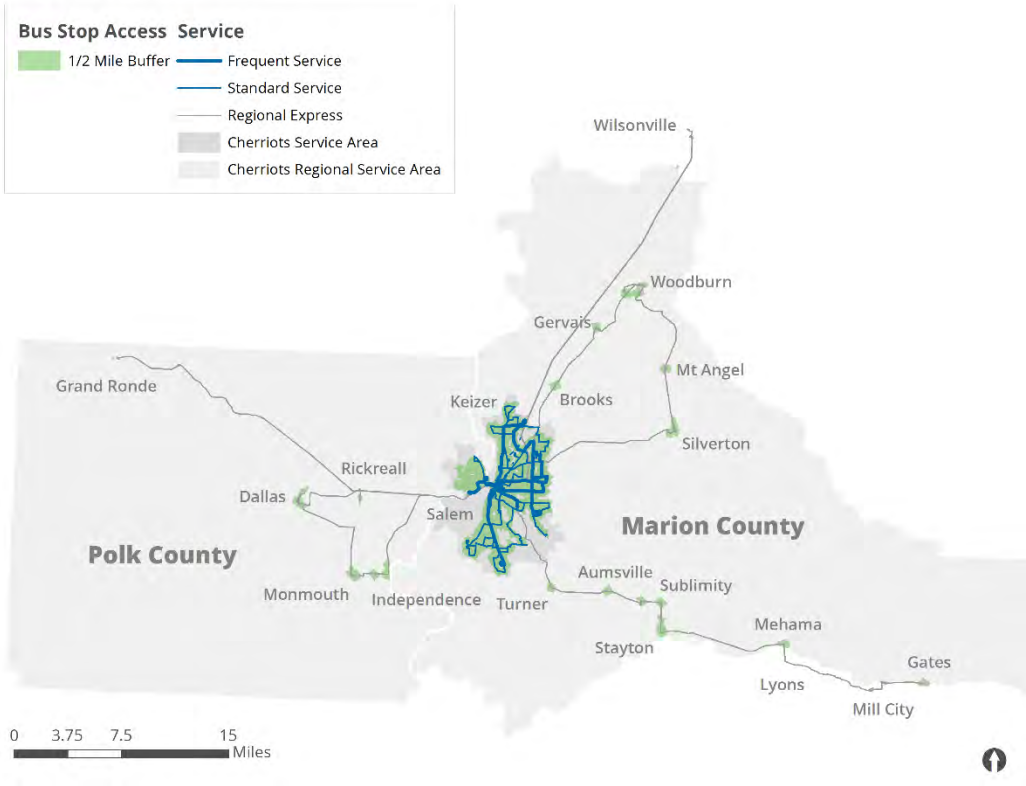 Bus Stop Access Service
1/2 Mile Buffer
Frequent Service
Standard Service
Regional Express
Cherriots Service Area
Cherriots Regional Service Area
Wilsonville
Woodburn
Gervais
Mt Angel
Grand Ronde
Keizer
Brooks
Silverton
Rickreall
Dallas
Salem
Marion County
Polk County
Aumsville
Sublimity
Monmouth
Independence
Turner
Mehama
Stayton
Gates
Lyons
Mill City
0 3.75 7.5 15
Miles